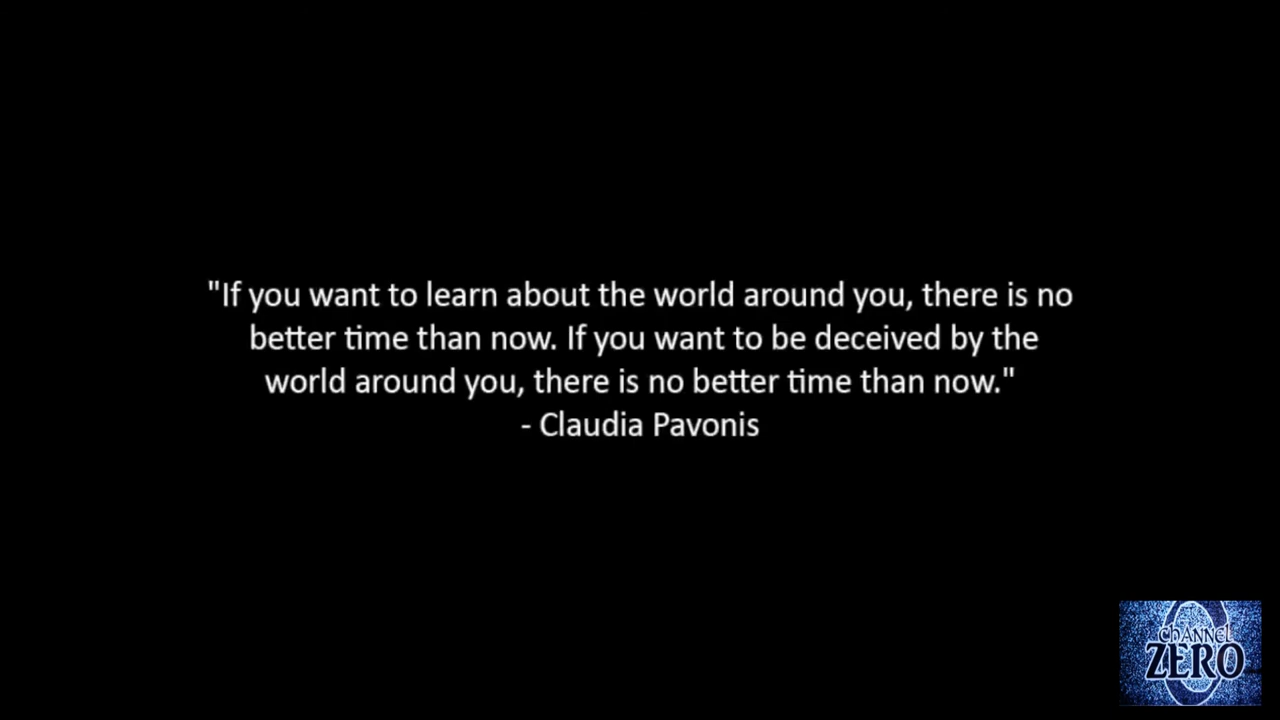 "If you want to learn about the world around you, there is no
better time than now. If you want to be deceived by the
world around you, there is no better time than now."
- Claudia Pavonis
chANNEL
ZERO